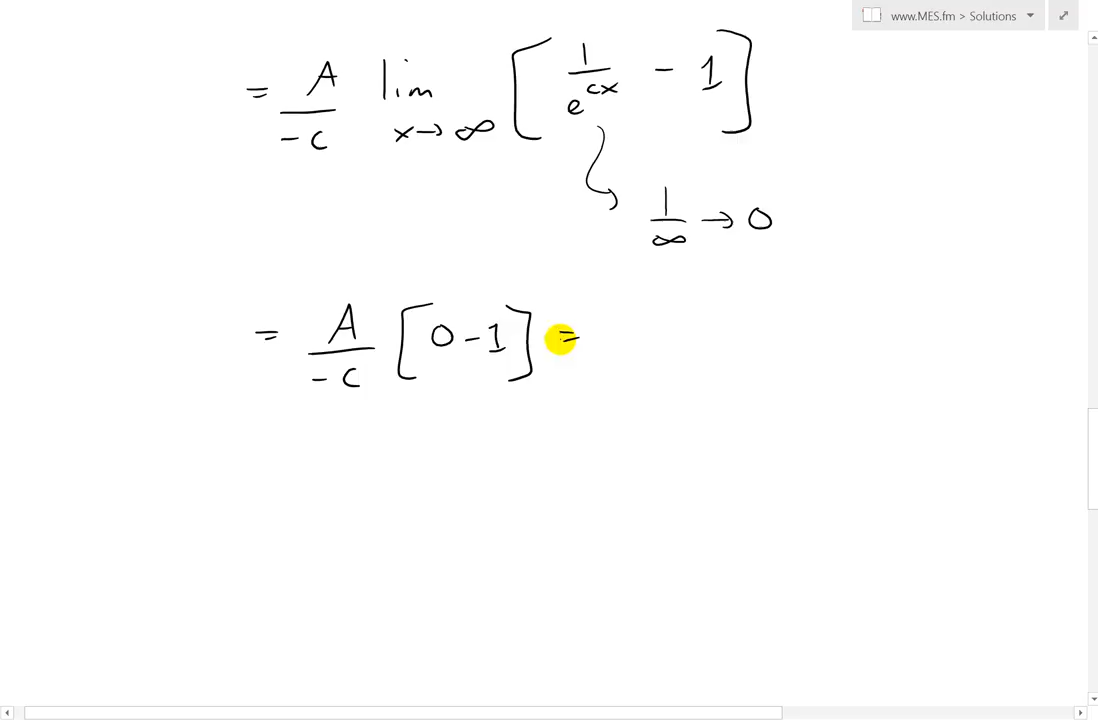 www.MES.fm > Solutions
= A/-c lim x→∞ [ 1/e^cx - 1 ]
1/∞ → 0
= A/-c [ 0 - 1 ] =